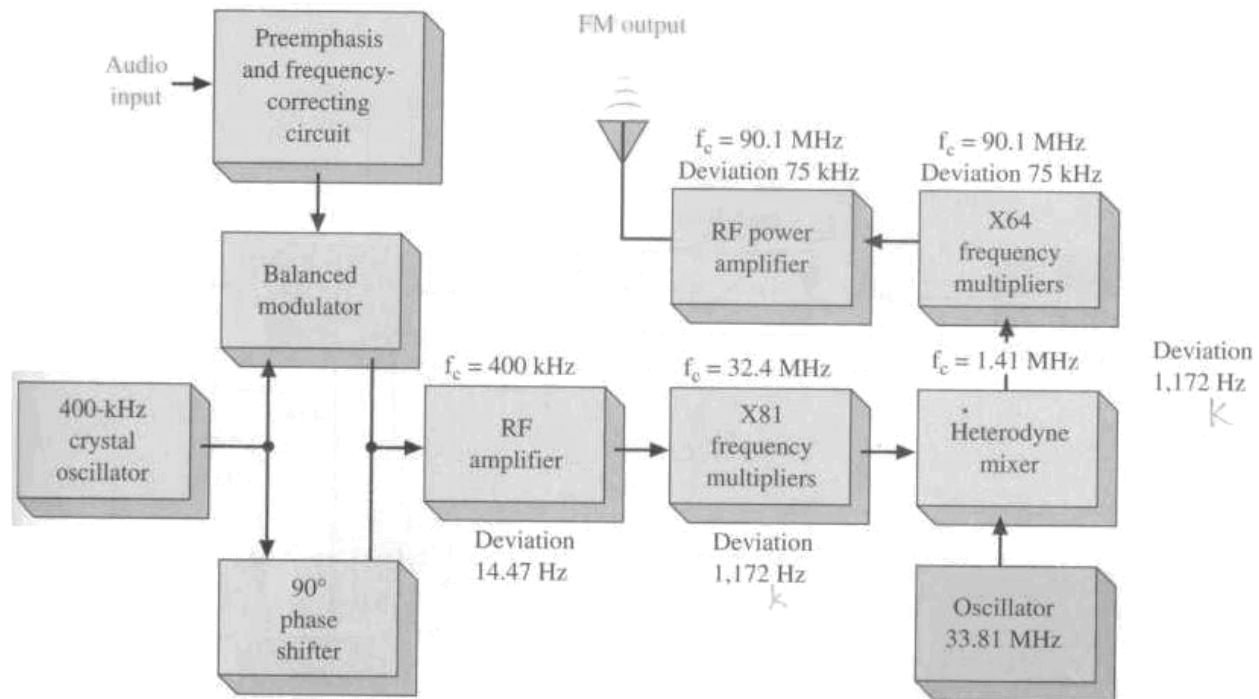 Audio
input
Preemphasis
and frequency-
correcting
circuit
FM output
Balanced
modulator
400-kHz
crystal
oscillator
90°
phase
shifter
f_c = 400 kHz
RF
amplifier
Deviation
14.47 Hz
f_c = 32.4 MHz
X81
frequency
multipliers
Deviation
1,172 Hz
k
f_c = 1.41 MHz
Heterodyne
mixer
Deviation
1,172 Hz
k
Oscillator
33.81 MHz
f_c = 90.1 MHz
Deviation 75 kHz
X64
frequency
multipliers
f_c = 90.1 MHz
Deviation 75 kHz
RF power
amplifier